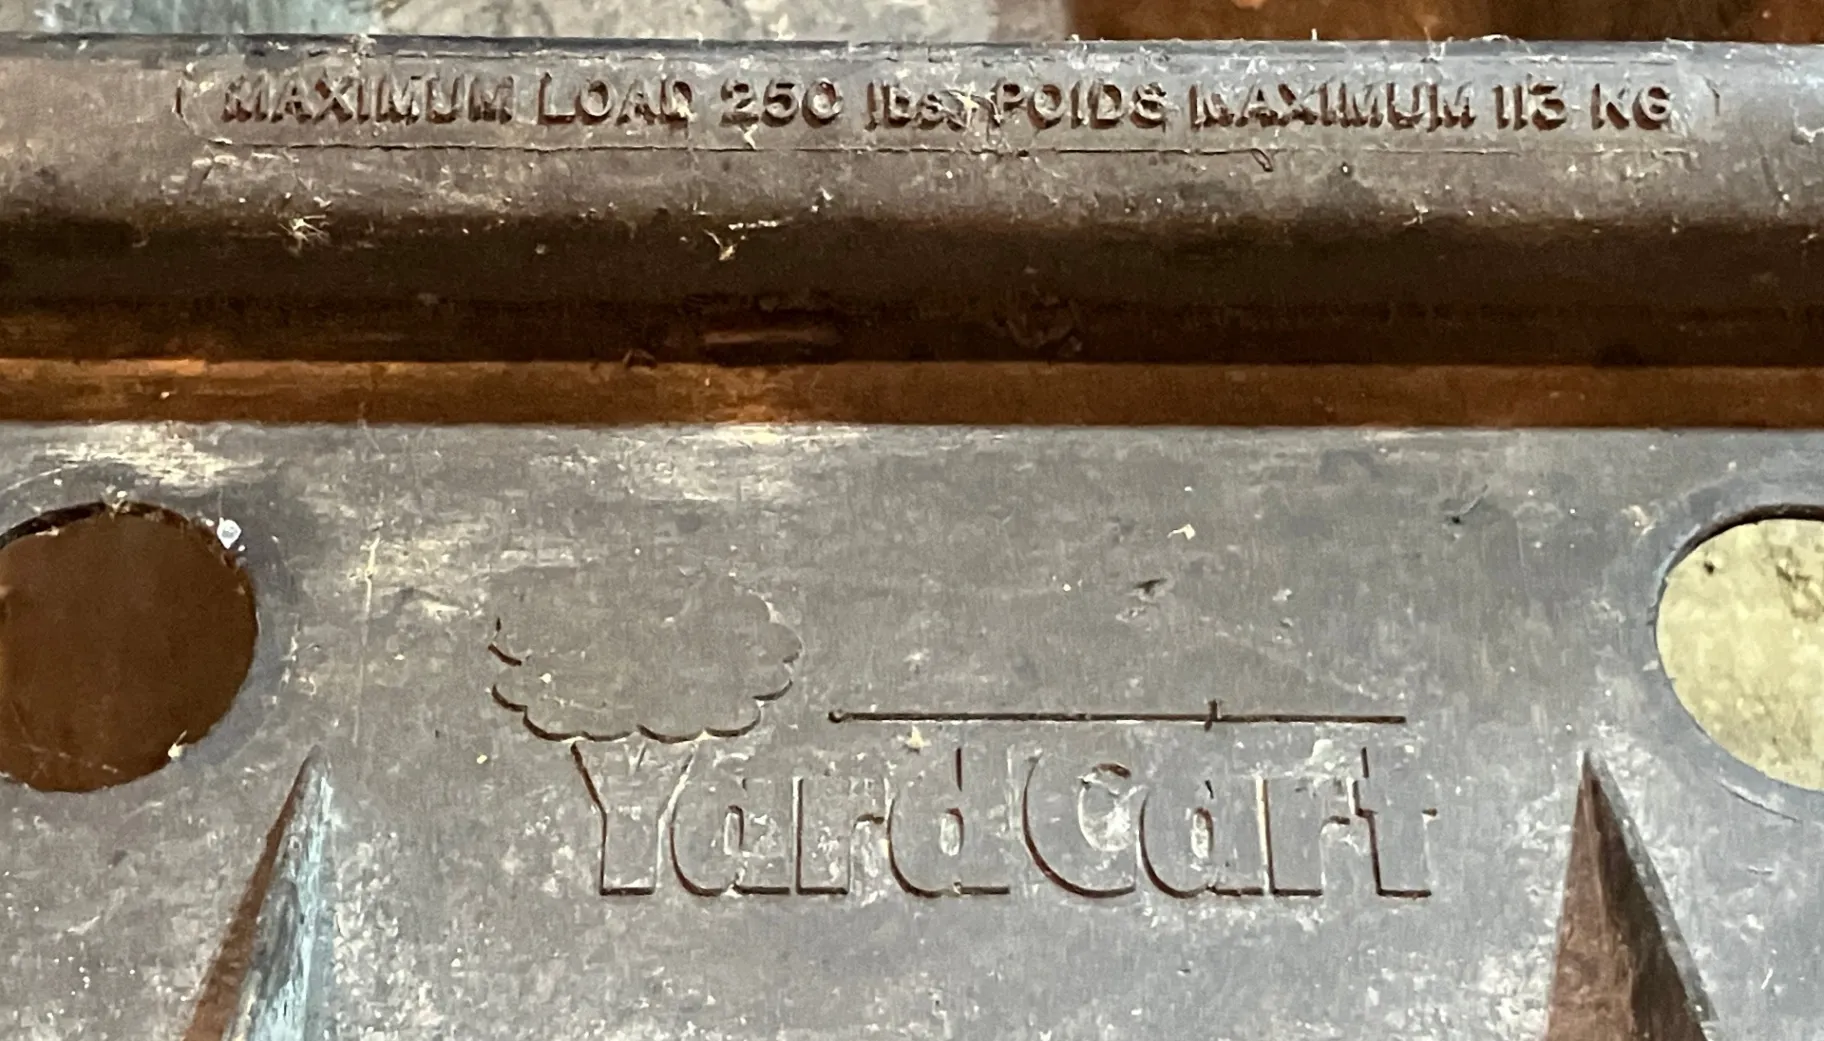 MAXIMUM LOAD 250 lbs/POIDS MAXIMUM 113 KG
YardCart